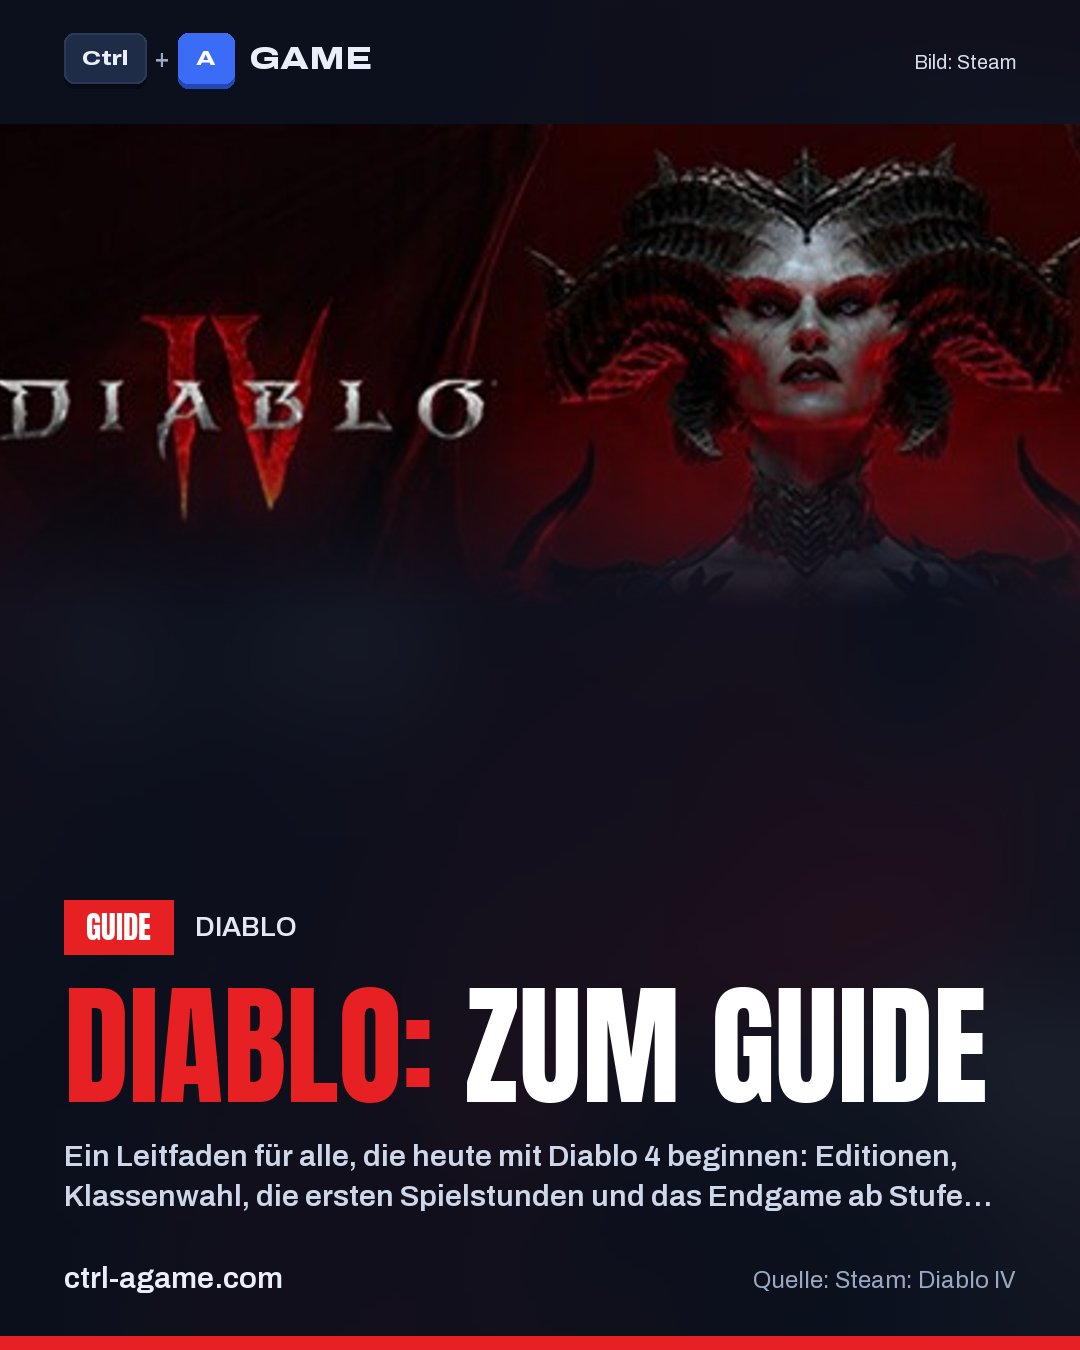 Ctrl + A GAME
Bild: Steam
DIABLO IV
GUIDE DIABLO
DIABLO: ZUM GUIDE
Ein Leitfaden für alle, die heute mit Diablo 4 beginnen: Editionen,
Klassenwahl, die ersten Spielstunden und das Endgame ab Stufe...
ctrl-agame.com
Quelle: Steam: Diablo IV